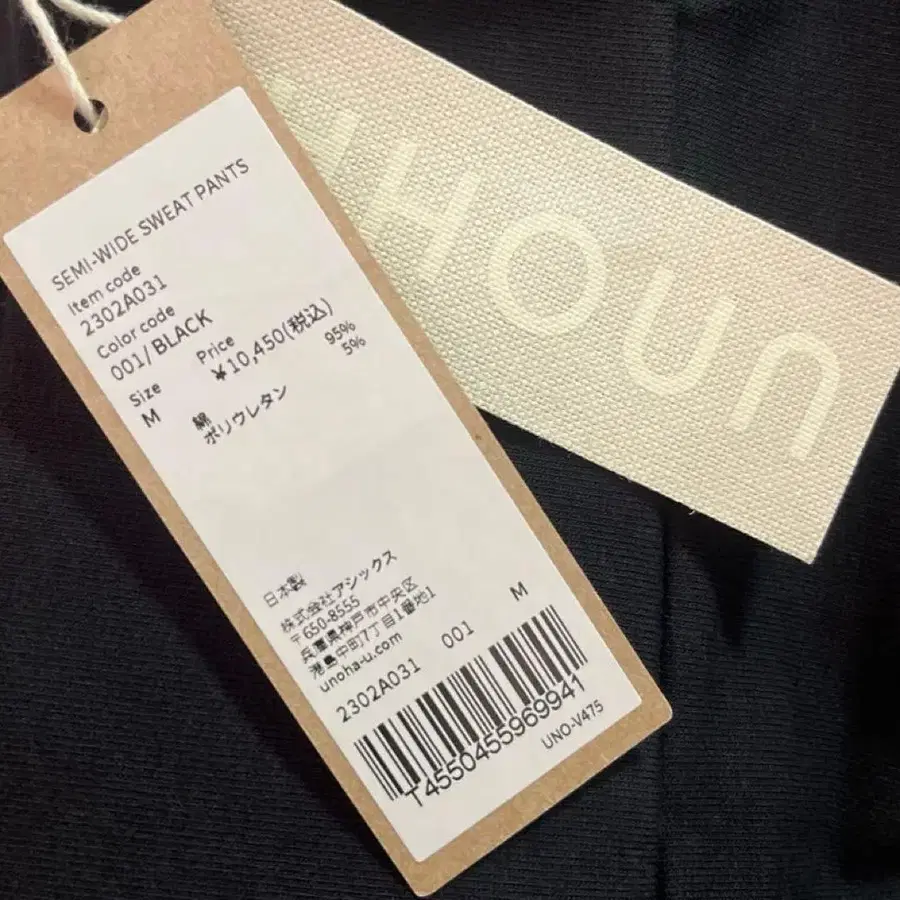 SEMI-WIDE SWEAT PANTS
Item code
2302A031
Color code
001/BLACK
Size Price
M ¥10,450(税込)
綿 95%
ポリウレタン 5%
日本製
株式会社アシックス
〒650-8555
兵庫県神戸市中央区
港島中町7丁目1番地1
unoha-u.com
2302A031 001 M
T4550455969941
UNO-V475
HOun